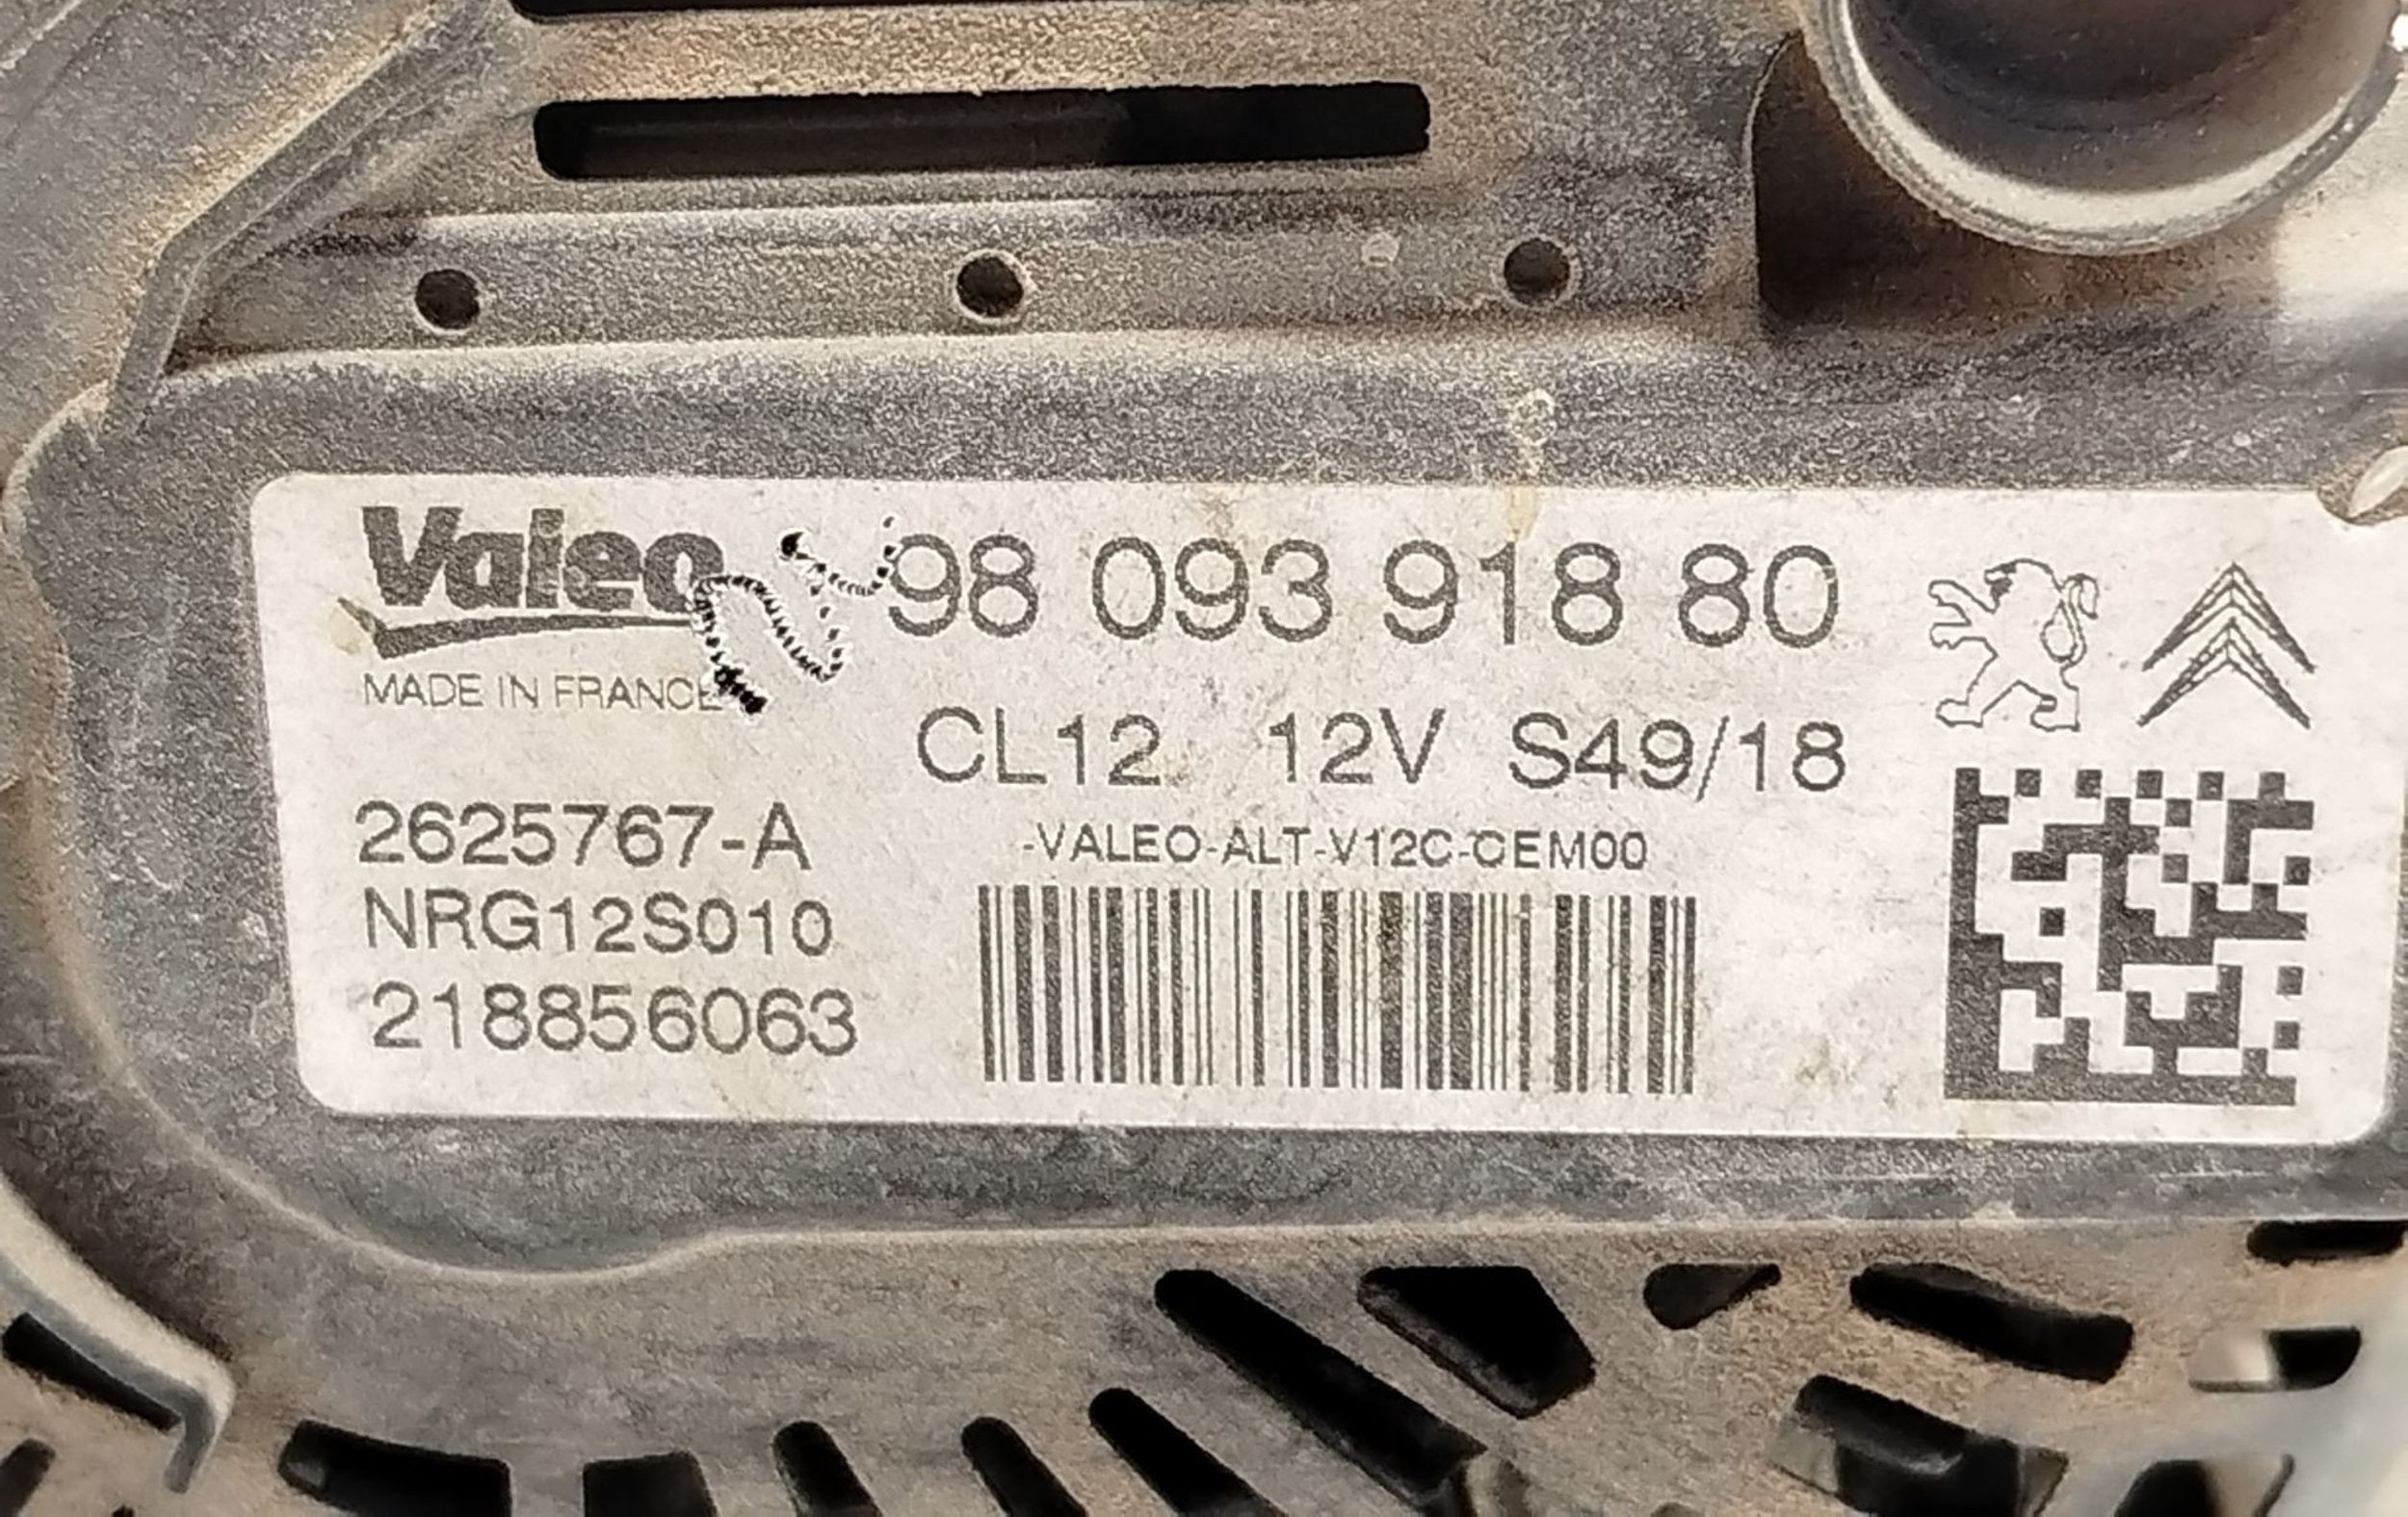 Valeo
MADE IN FRANCE
98 093 918 80
CL12 12V S49/18
2625767-A
NRG12S010
218856063
-VALEO-ALT-V12C-CEM00